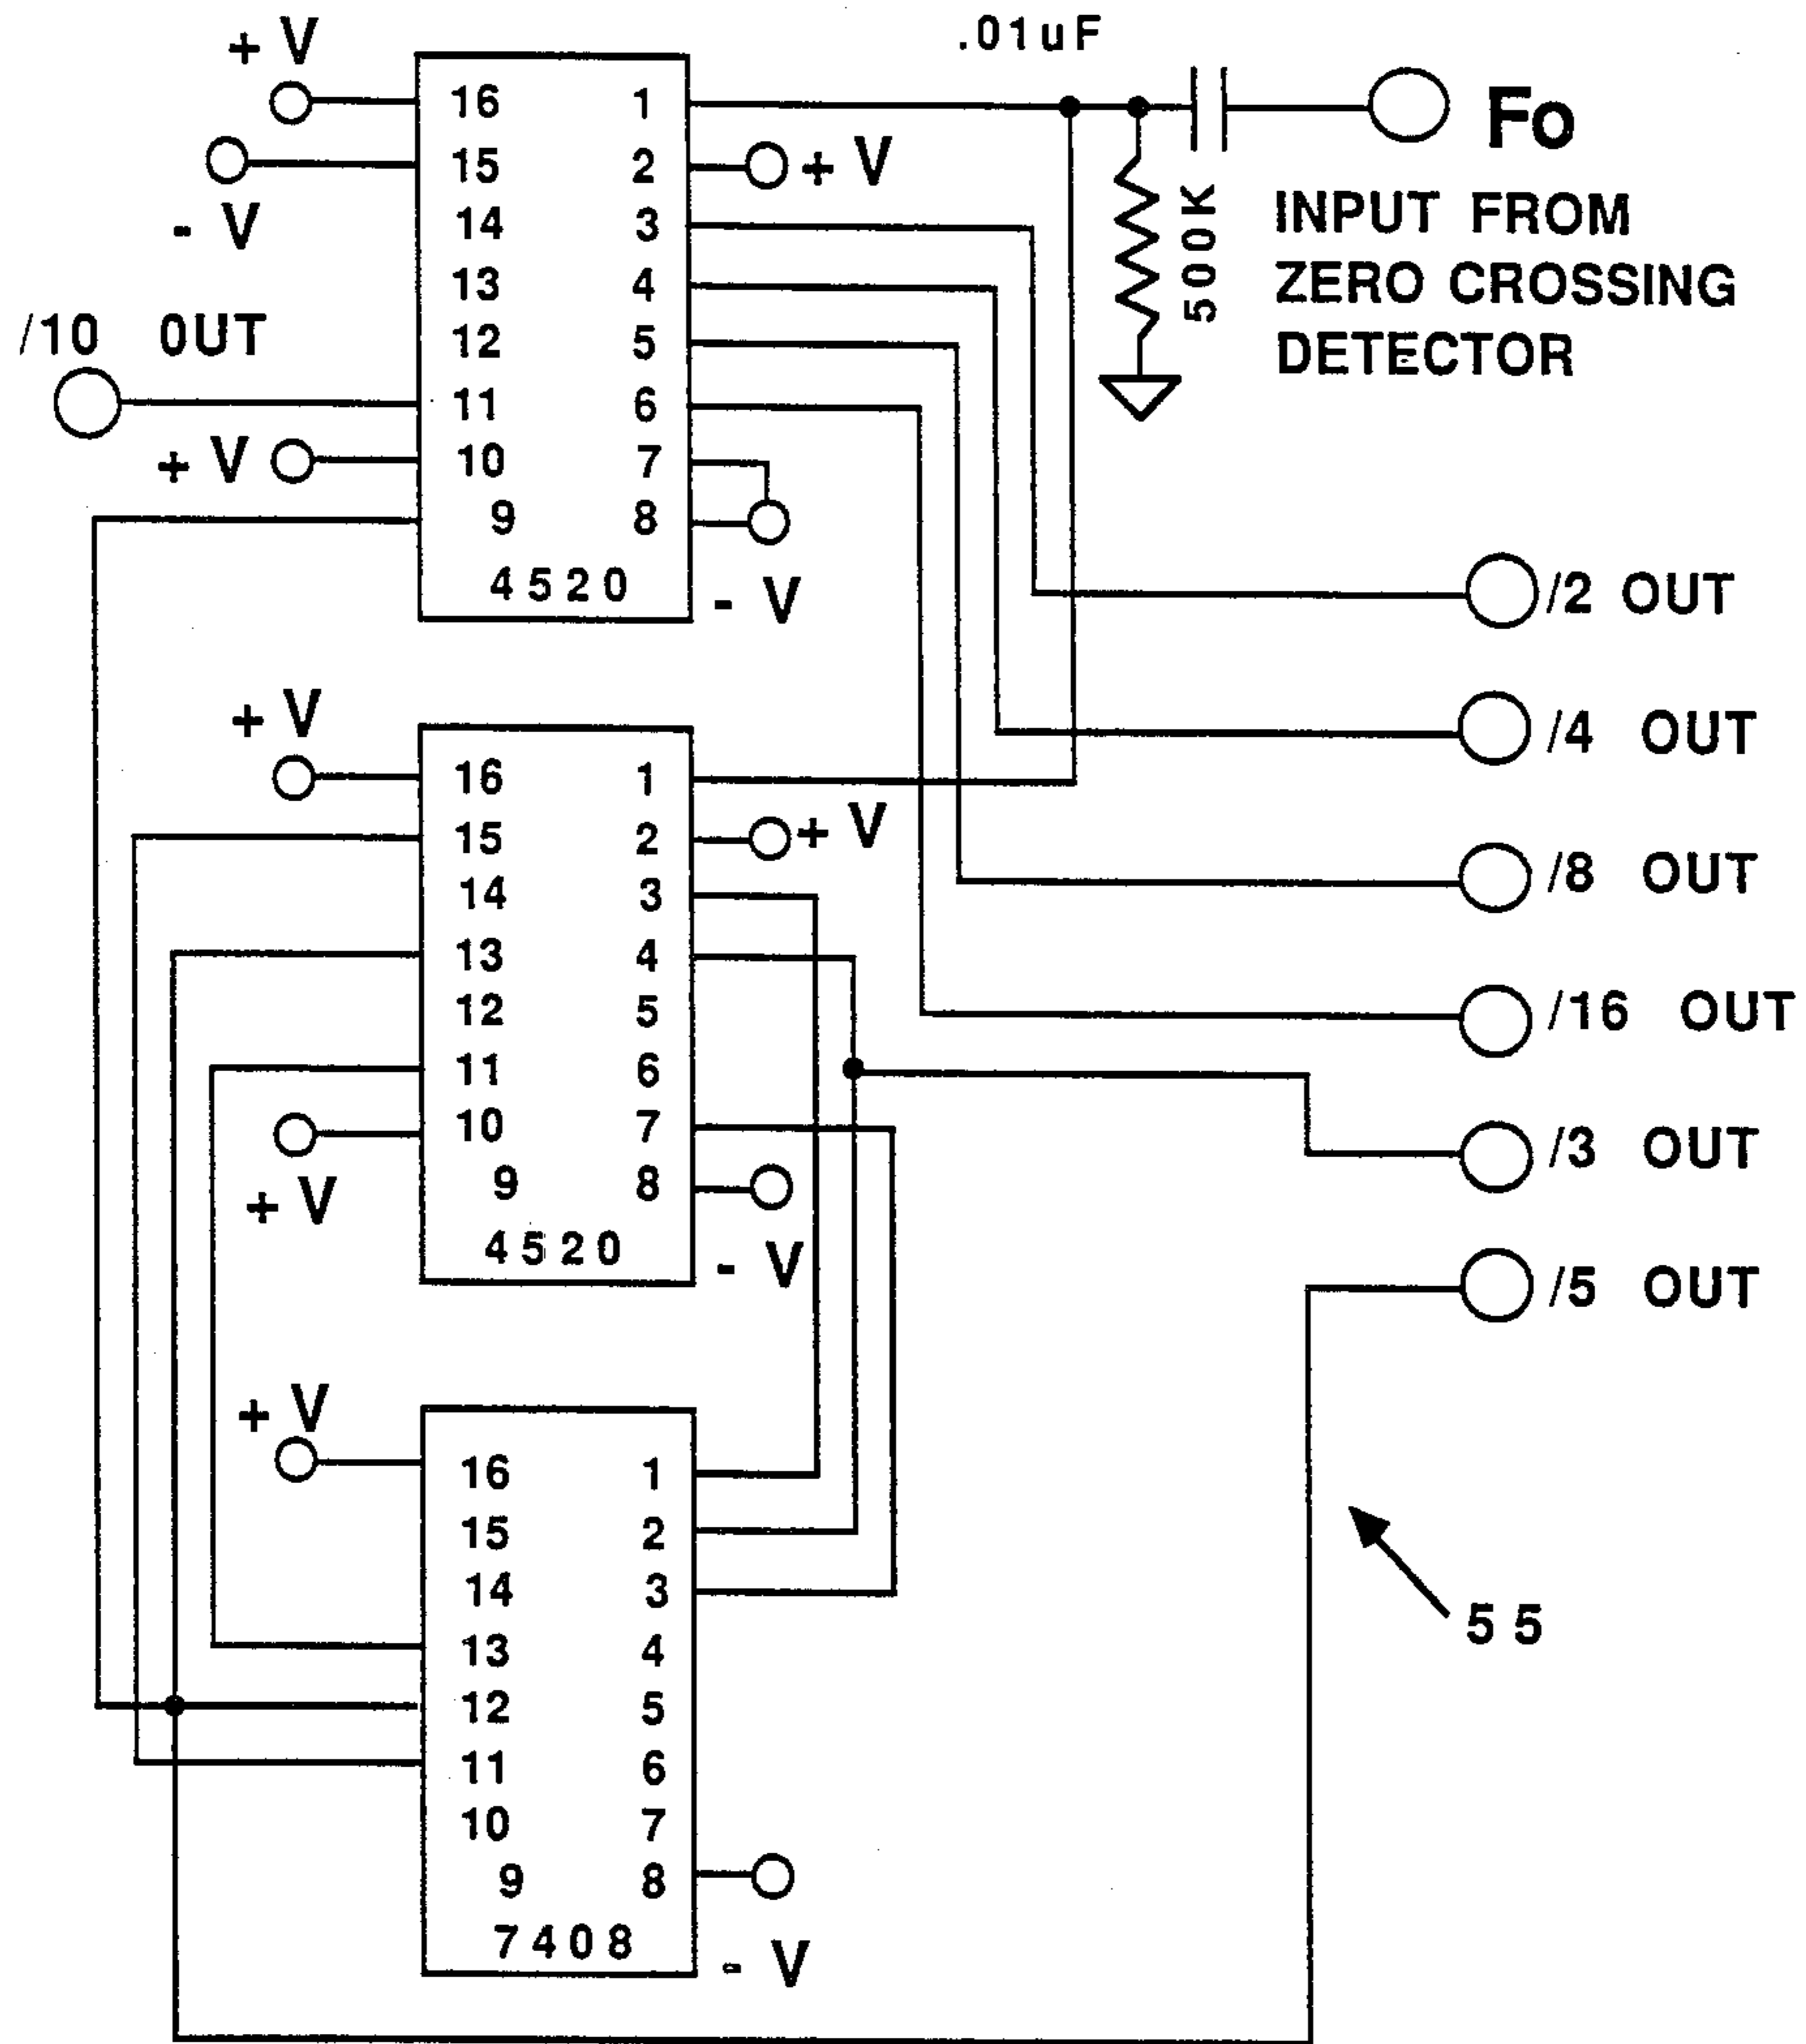 .01uF
+ V
16 1
Fo
15 2
+ V
- V
14 3
500K
INPUT FROM
ZERO CROSSING
DETECTOR
13 4
/10 0UT
12 5
11 6
+ V
10 7
9 8
4520
- V
/2 OUT
+ V
/4 OUT
16 1
+ V
15 2
/8 OUT
14 3
13 4
12 5
/16 OUT
11 6
10 7
/3 OUT
+ V
9 8
4520
- V
/5 OUT
+ V
16 1
15 2
14 3
55
13 4
12 5
11 6
10 7
9 8
7408
- V